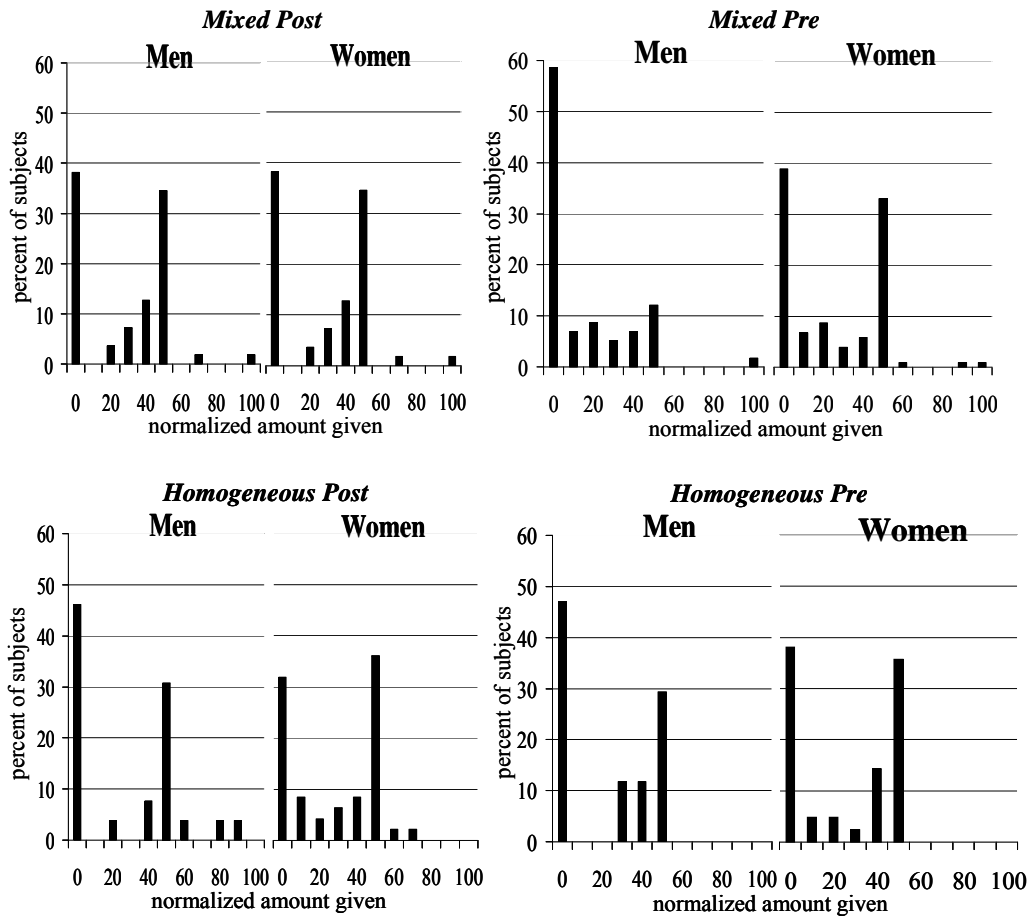 Mixed Post
Men Women
60
50
40
30
20
10
0
percent of subjects
0 20 40 60 80 100 0 20 40 60 80 100
normalized amount given
Mixed Pre
Men Women
60
50
40
30
20
10
0
percent of subjects
0 20 40 60 80 100 0 20 40 60 80 100
normalized amount given
Homogeneous Post
Men Women
60
50
40
30
20
10
0
percent of subjects
0 20 40 60 80 100 0 20 40 60 80 100
normalized amount given
Homogeneous Pre
Men Women
60
50
40
30
20
10
0
percent of subjects
0 20 40 60 80 100 0 20 40 60 80 100
normalized amount given